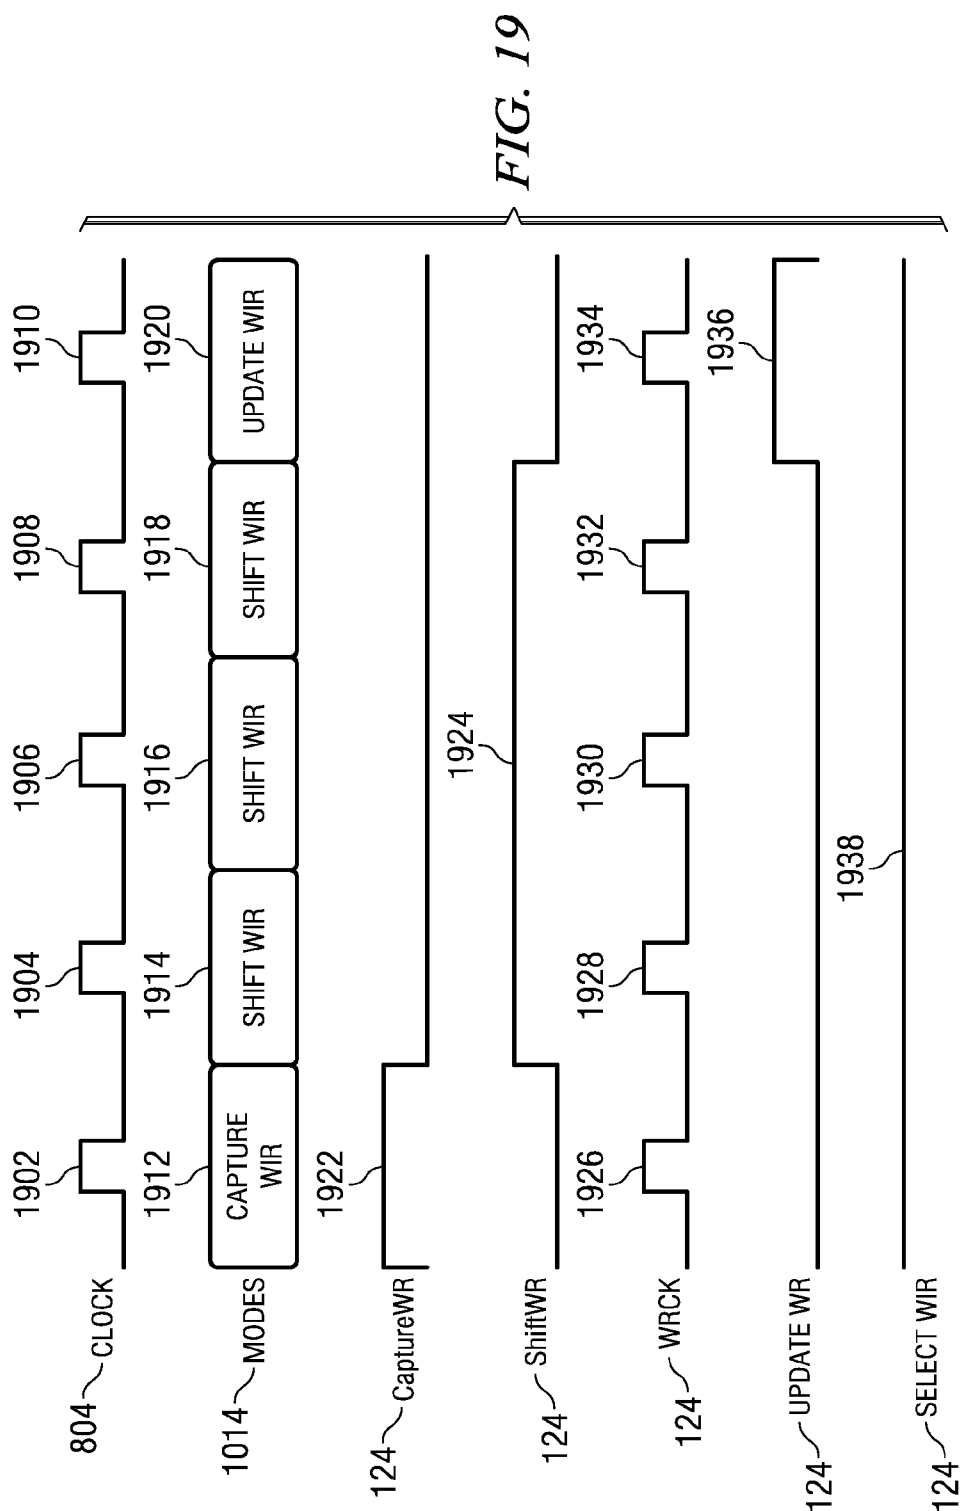 1902 1904 1906 1908 1910
804 CLOCK
1912 1914 1916 1918 1920
1014 MODES
CAPTURE
WIR
SHIFT WIR
SHIFT WIR
SHIFT WIR
UPDATE WIR
1922
124 CaptureWR
1924
124 ShiftWR
1926 1928 1930 1932 1934
124 WRCK
1936
124 UPDATE WR
1938
124 SELECT WIR
FIG. 19